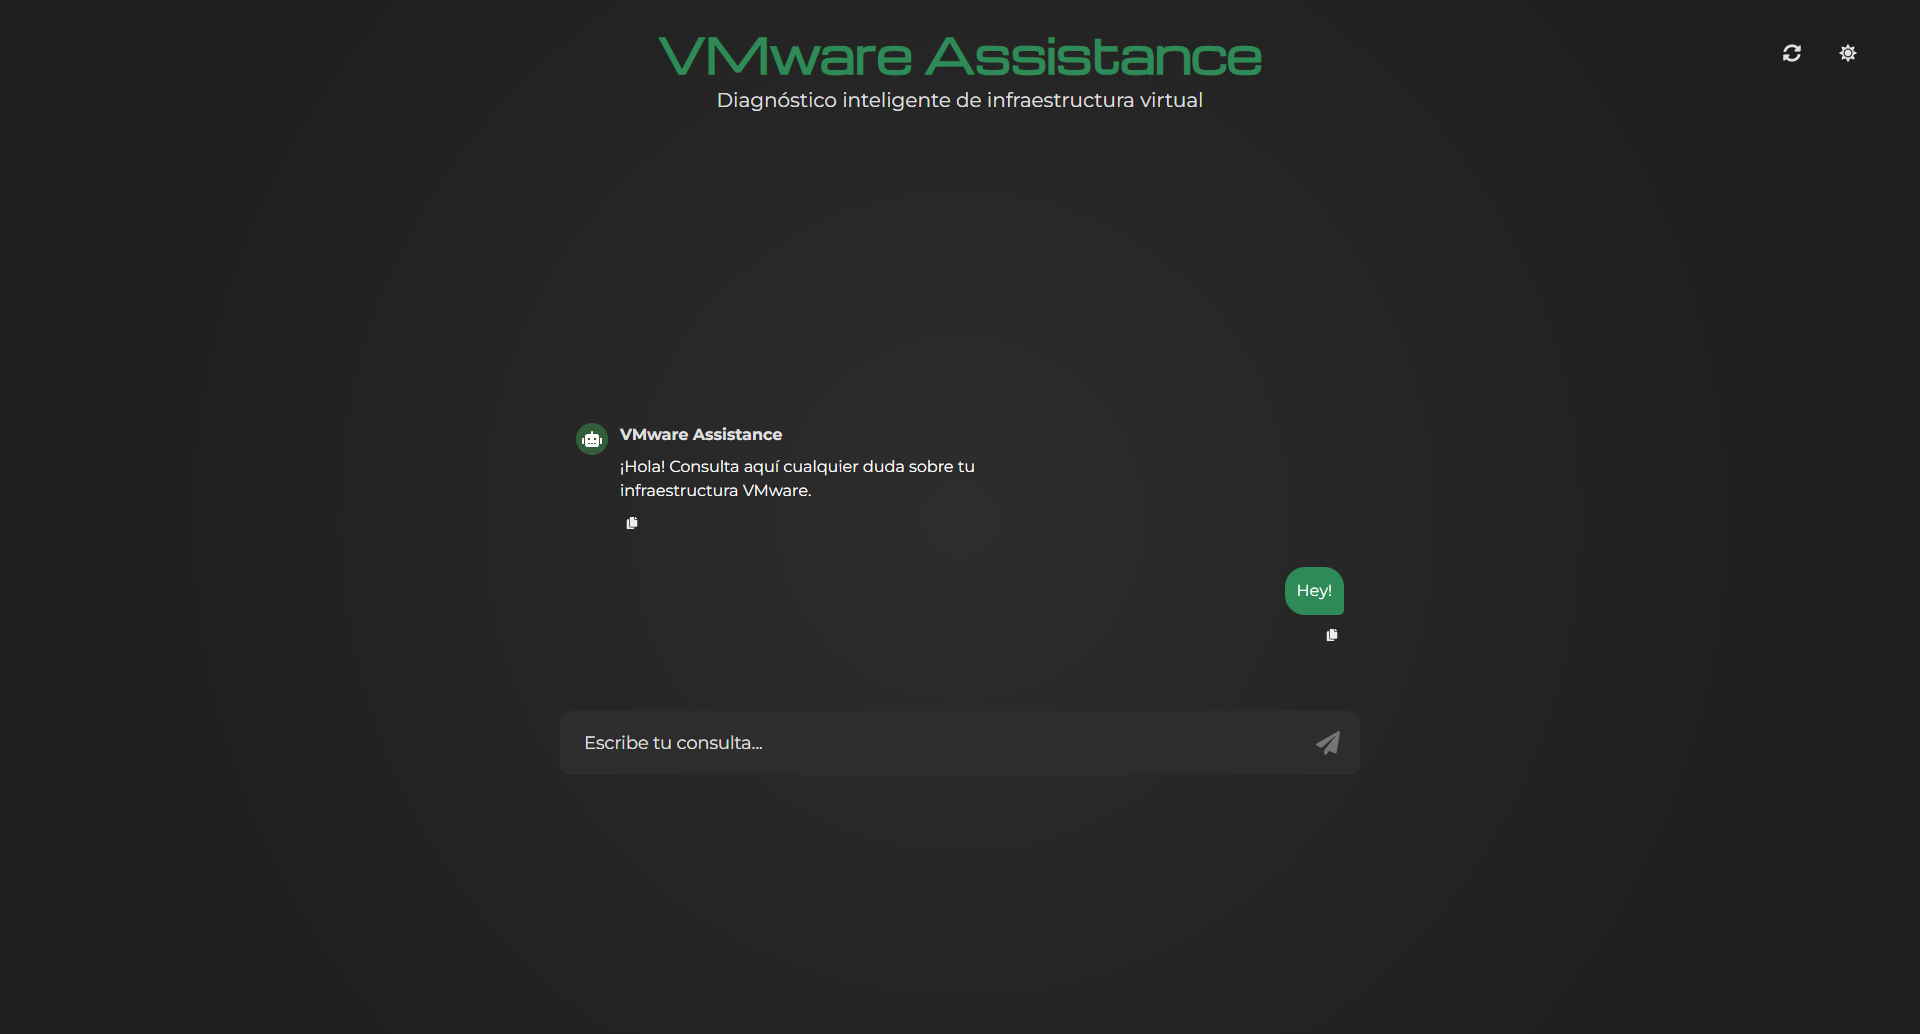 VMware Assistance
Diagnóstico inteligente de infraestructura virtual
VMware Assistance
¡Hola! Consulta aquí cualquier duda sobre tu
infraestructura VMware.
Hey!
Escribe tu consulta...